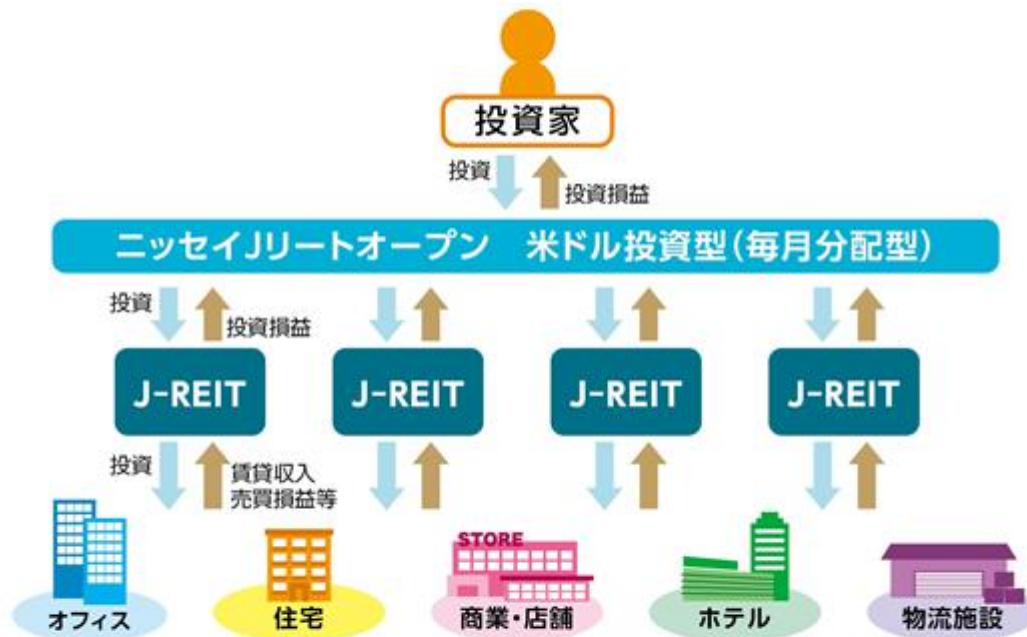 投資家
投資
投資損益
ニッセイJリートオープン 米ドル投資型(毎月分配型)
投資
投資損益
J-REIT
J-REIT
J-REIT
J-REIT
投資
賃貸収入
売買損益等
STORE
オフィス
住宅
商業・店舗
ホテル
物流施設